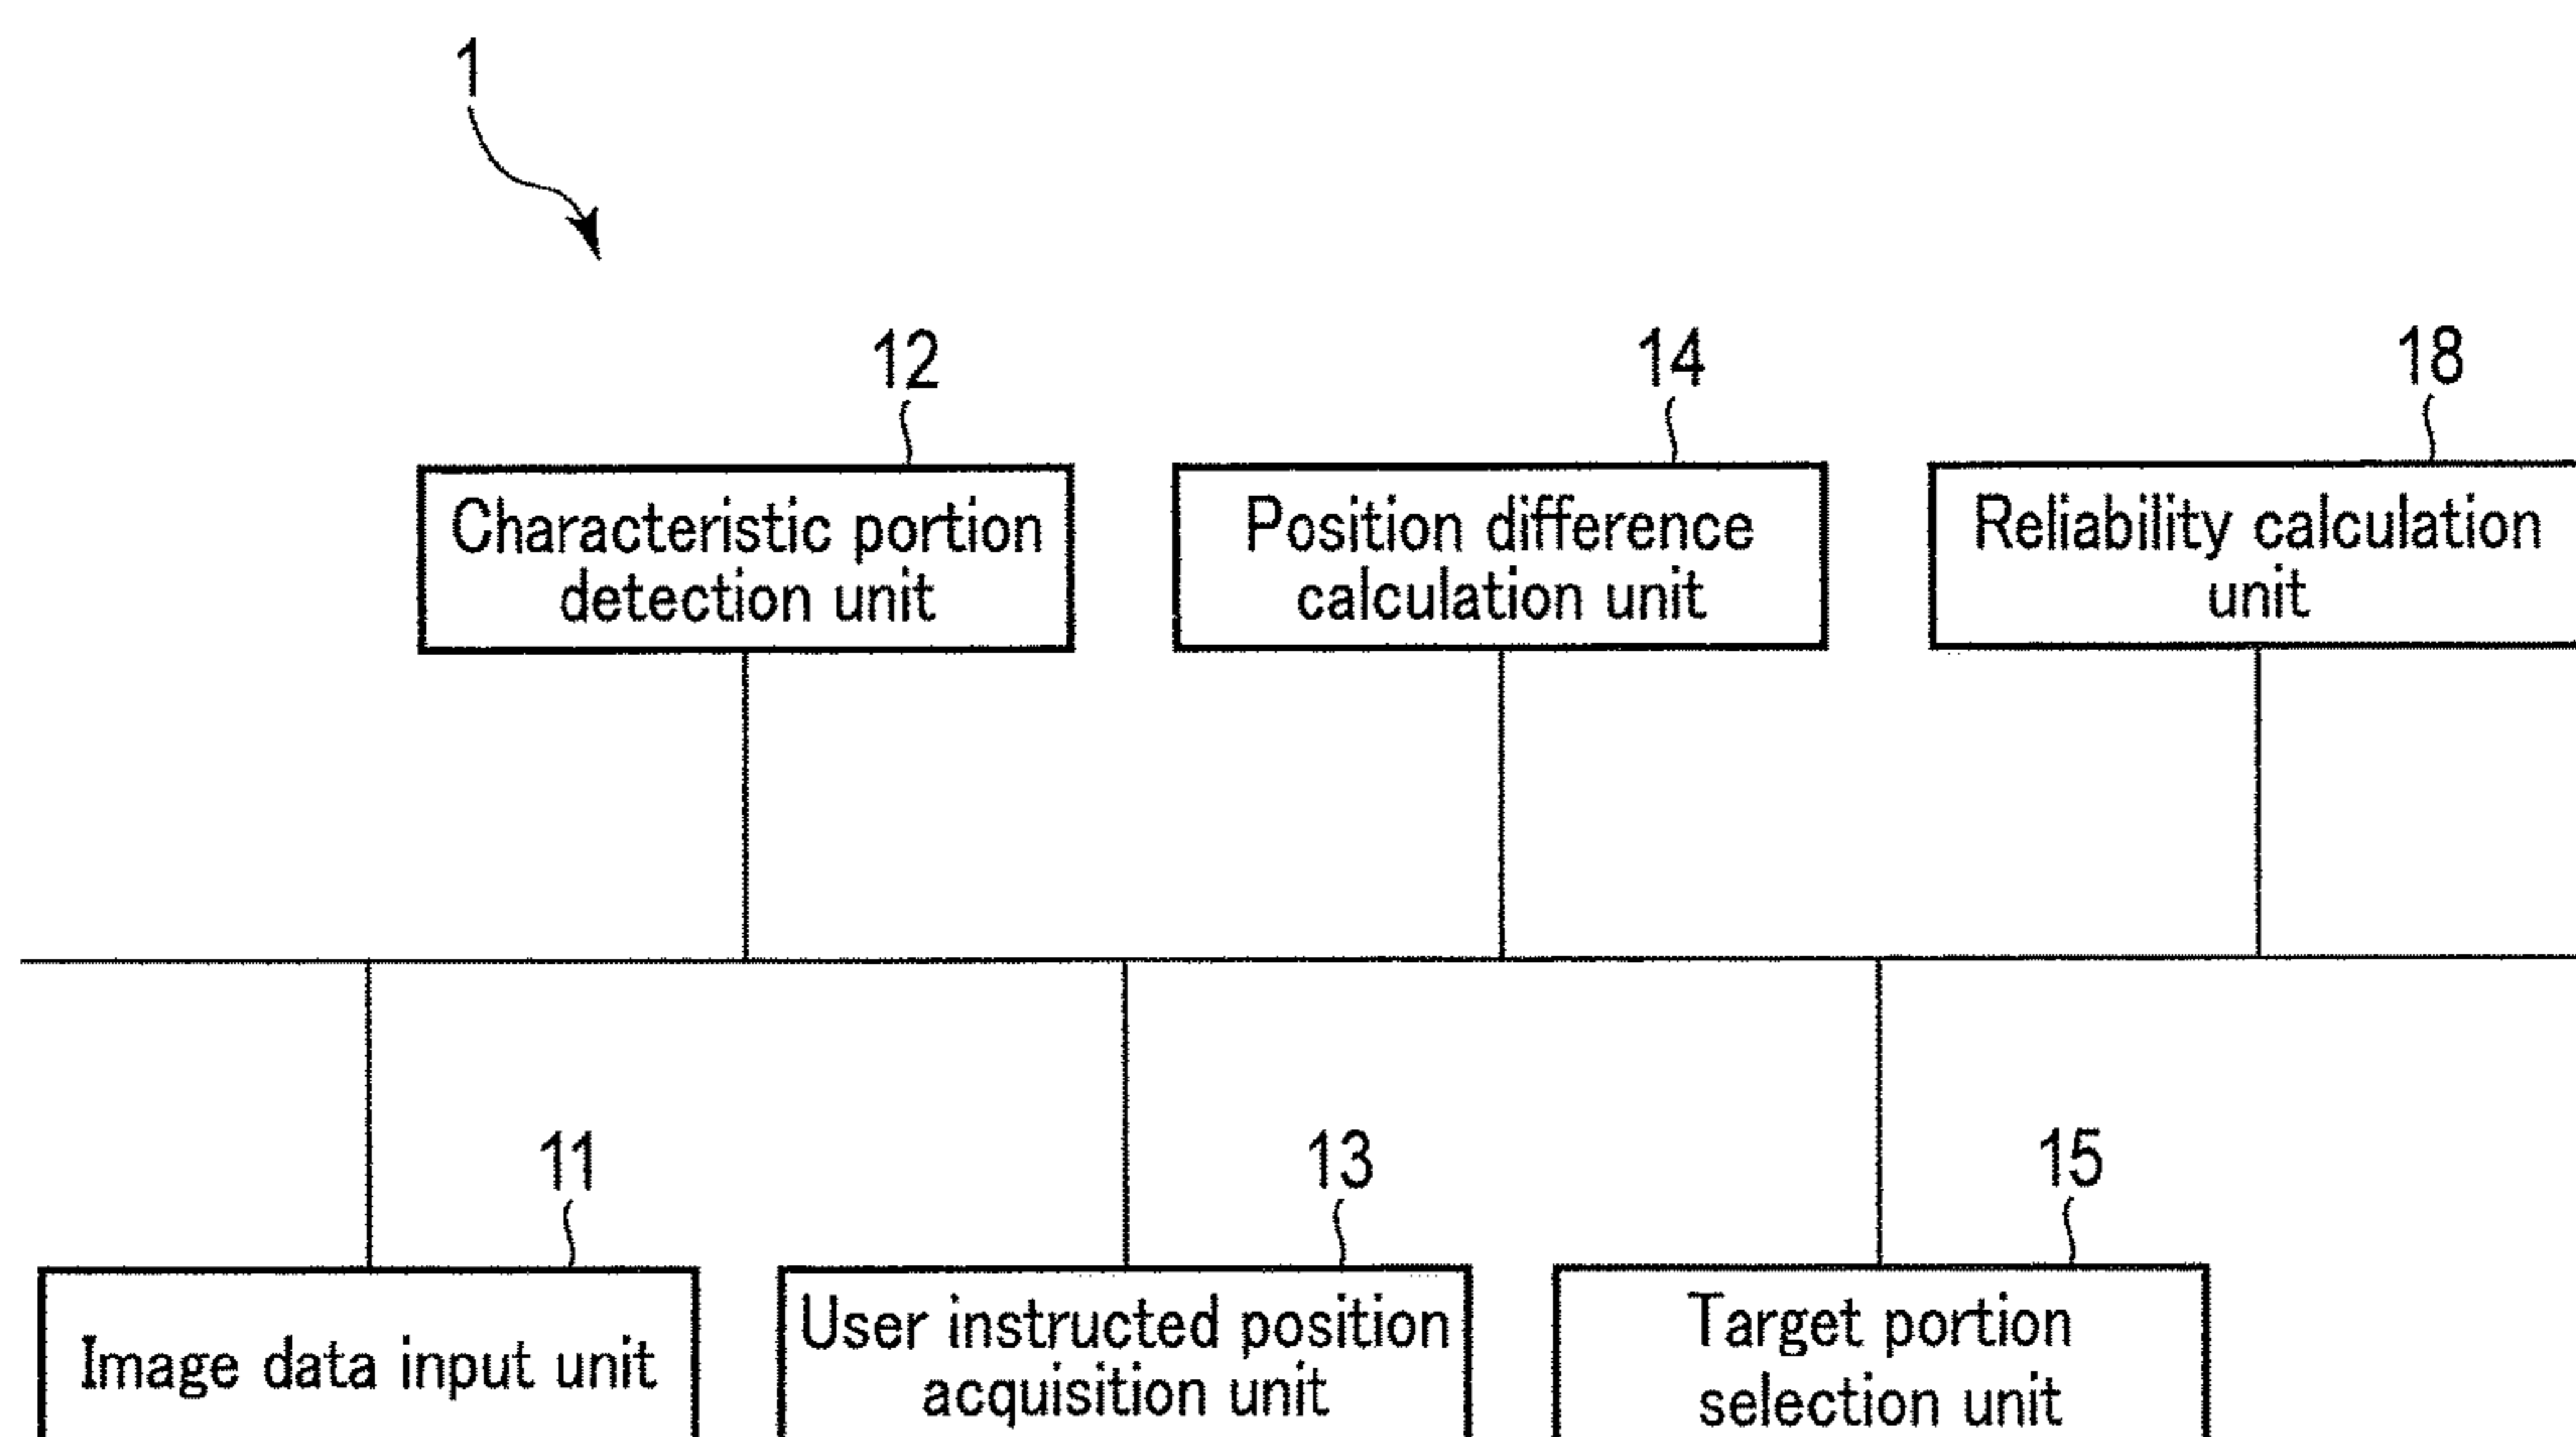 1
12
14
18
Characteristic portion
detection unit
Position difference
calculation unit
Reliability calculation
unit
11
13
15
Image data input unit
User instructed position
acquisition unit
Target portion
selection unit